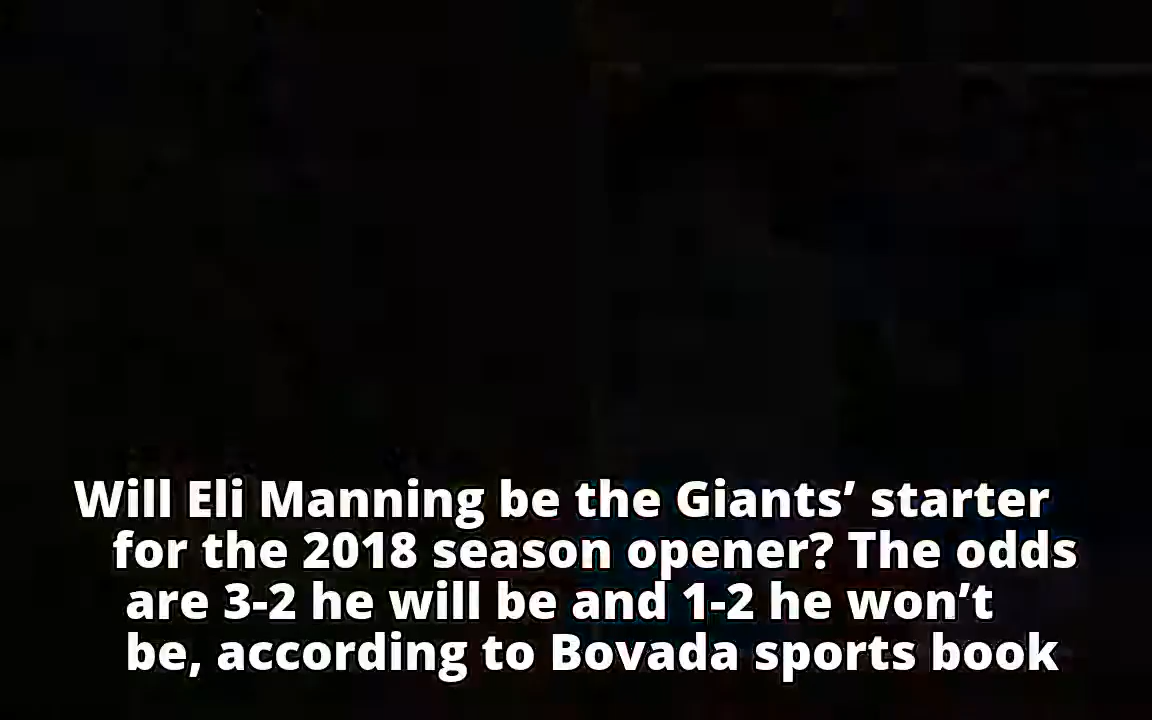 Will Eli Manning be the Giants’ starter
for the 2018 season opener? The odds
are 3-2 he will be and 1-2 he won’t
be, according to Bovada sports book